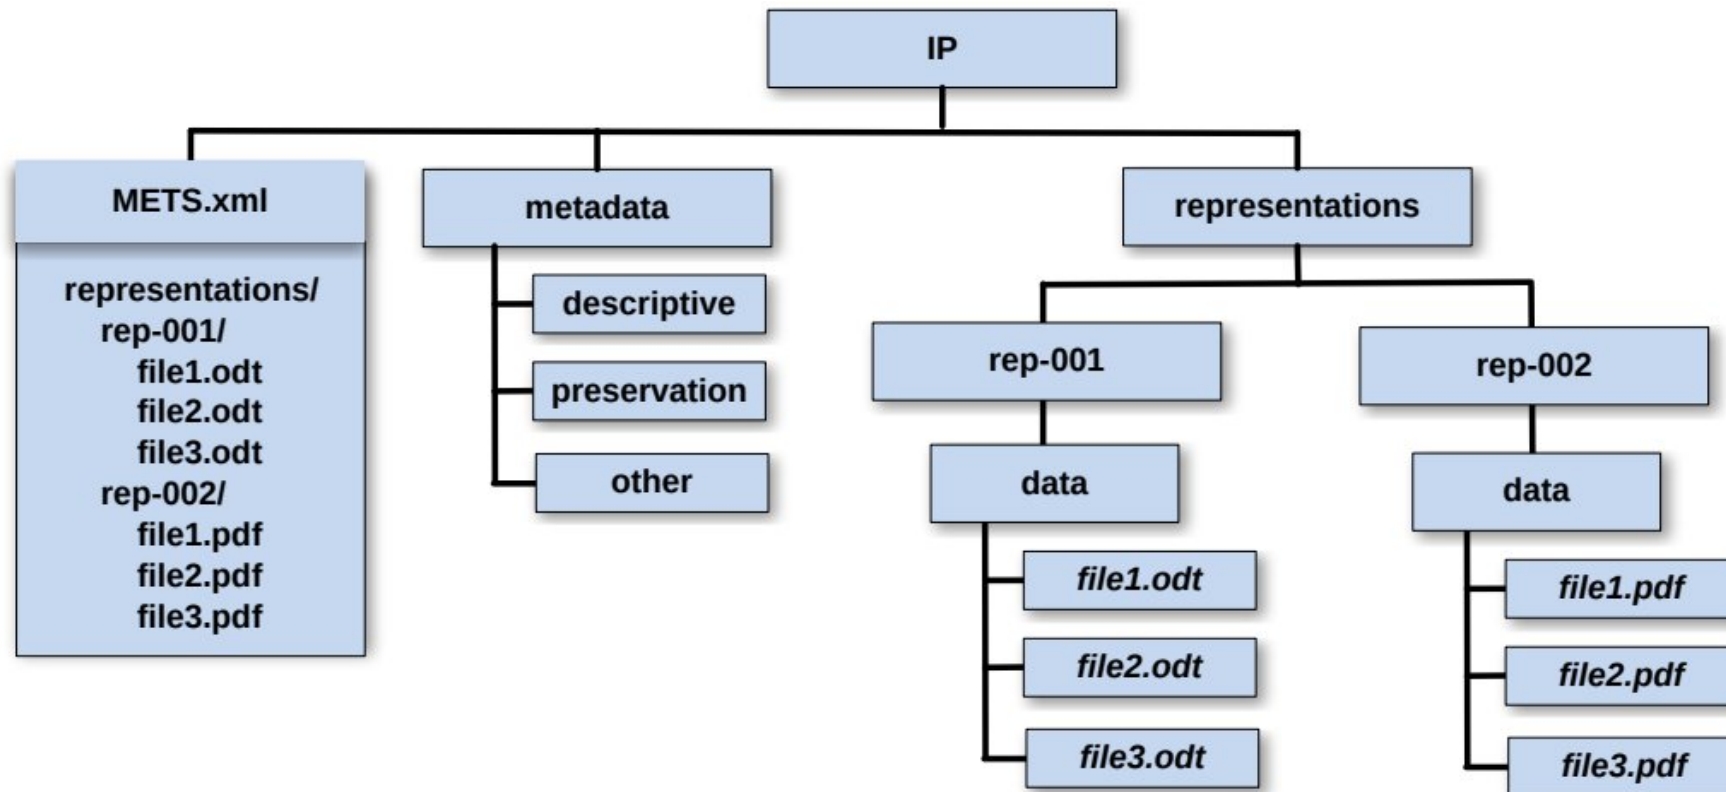 IP
METS.xml
representations/
rep-001/
file1.odt
file2.odt
file3.odt
rep-002/
file1.pdf
file2.pdf
file3.pdf
metadata
descriptive
preservation
other
representations
rep-001
data
file1.odt
file2.odt
file3.odt
rep-002
data
file1.pdf
file2.pdf
file3.pdf